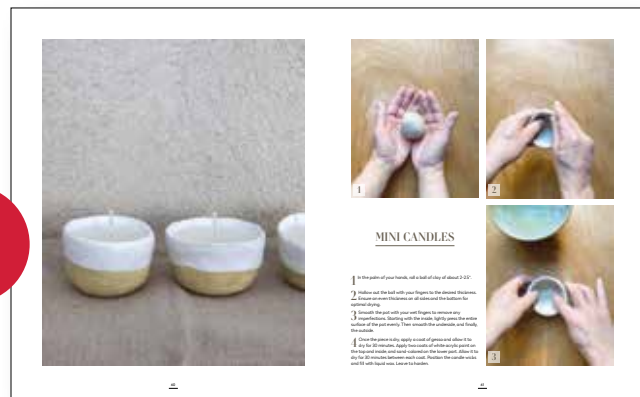 1
2
MINI CANDLES
1 In the palm of your hands, roll a ball of clay of about 2-2.5".
2 Hollow out the ball with your fingers to the desired thickness.
Ensure an even thickness on all sides and the bottom for
optimal drying.
3 Smooth the pot with your wet fingers to remove any
imperfections. Starting with the inside, lightly press the entire
surface of the pot evenly. Then smooth the underside, and finally,
the outside.
4 Once the piece is dry, apply a coat of gesso and allow it to
dry for 30 minutes. Apply two coats of white acrylic paint on
the top and inside, and sand-colored on the lower part. Allow it to
dry for 30 minutes between each coat. Position the candle wicks
and fill with liquid wax. Leave to harden.
3